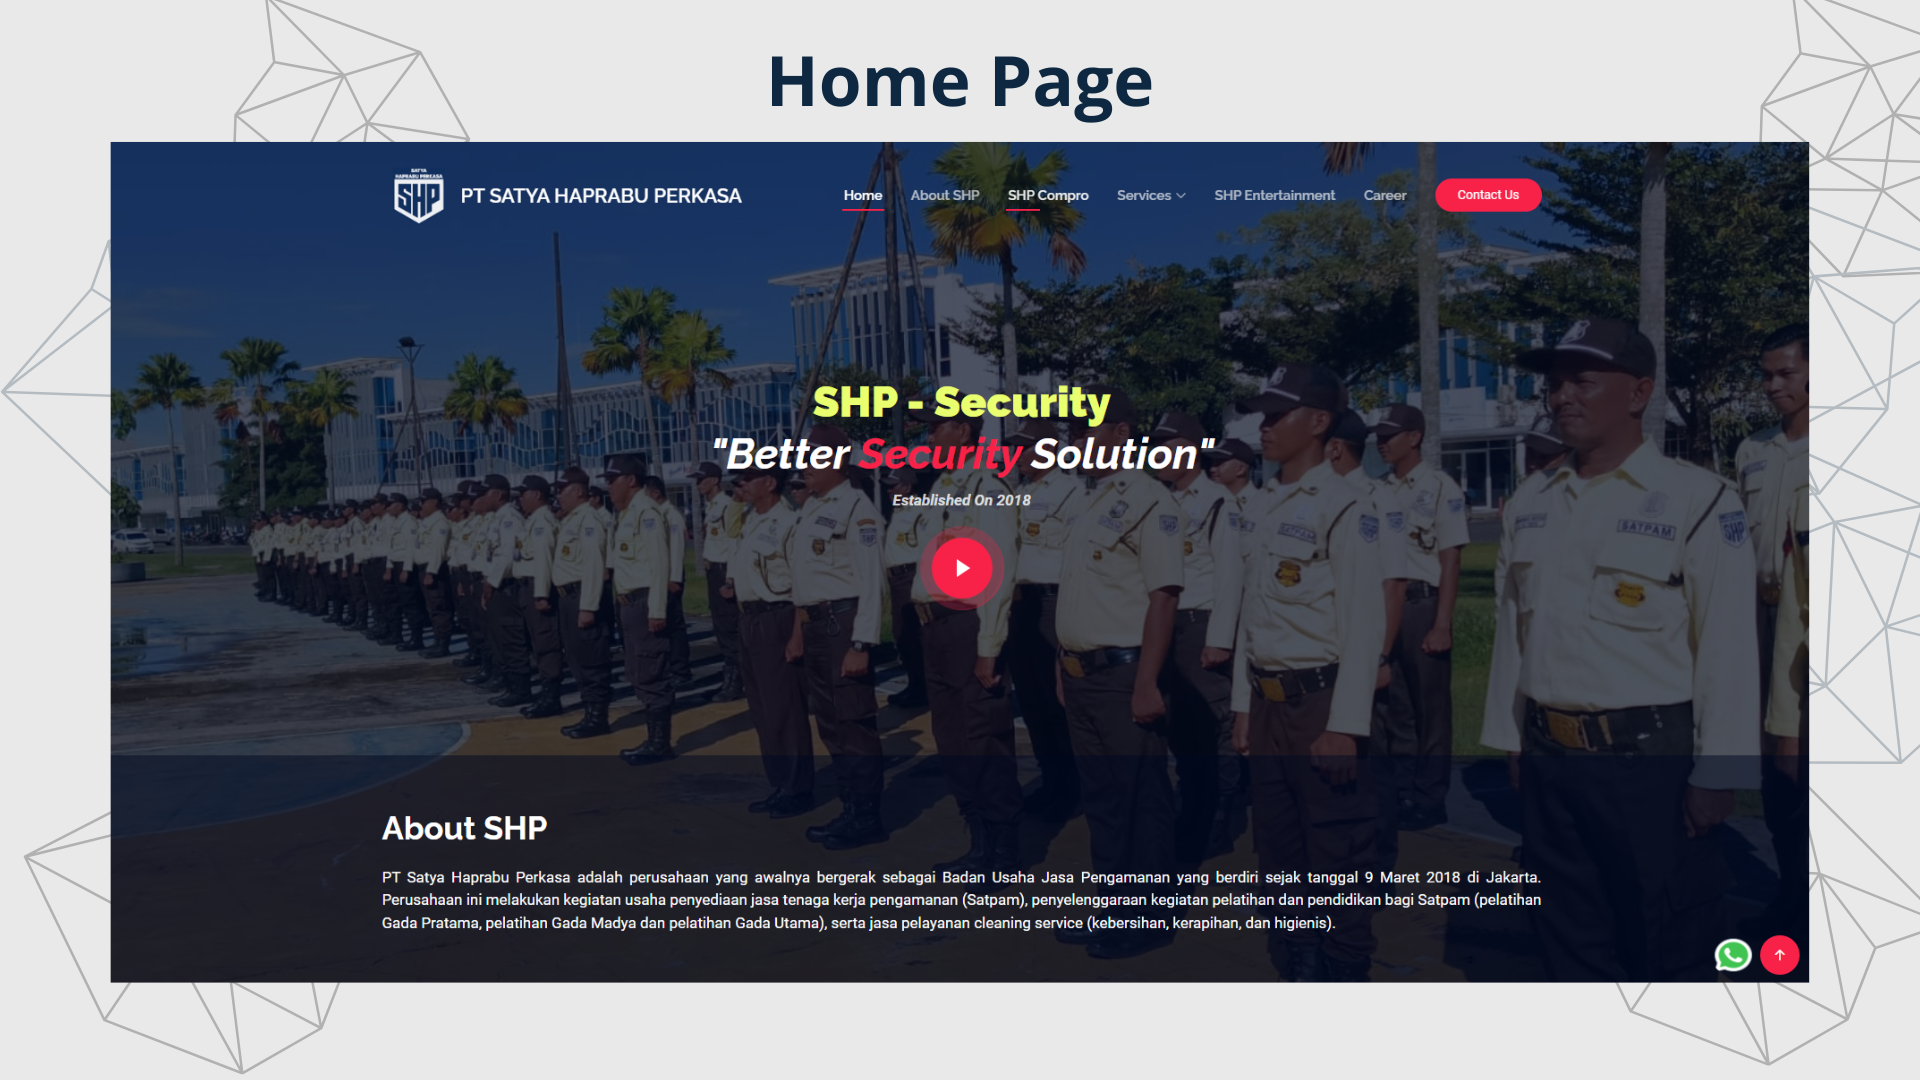 Home Page
SATYA
HAPRABU PERKASA
SHP
PT SATYA HAPRABU PERKASA
Home
About SHP
SHP Compro
Services
SHP Entertainment
Career
Contact Us
SHP - Security
"Better Security Solution"
Established On 2018
SATPAM
SATPAM
SHP
About SHP
PT Satya Haprabu Perkasa adalah perusahaan yang awalnya bergerak sebagai Badan Usaha Jasa Pengamanan yang berdiri sejak tanggal 9 Maret 2018 di Jakarta.
Perusahaan ini melakukan kegiatan usaha penyediaan jasa tenaga kerja pengamanan (Satpam), penyelenggaraan kegiatan pelatihan dan pendidikan bagi Satpam (pelatihan
Gada Pratama, pelatihan Gada Madya dan pelatihan Gada Utama), serta jasa pelayanan cleaning service (kebersihan, kerapihan, dan higienis).